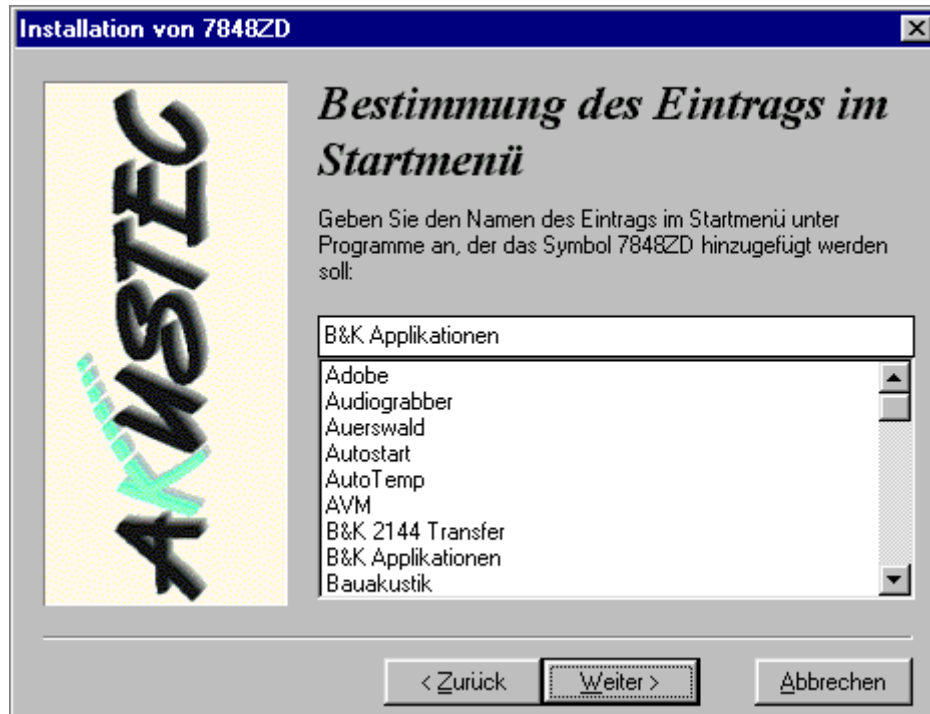 Installation von 7848ZD
AKUSTEC
Bestimmung des Eintrags im
Startmenü
Geben Sie den Namen des Eintrags im Startmenü unter
Programme an, der das Symbol 7848ZD hinzugefügt werden
soll:
B&K Applikationen
Adobe
Audiograbber
Auerswald
Autostart
AutoTemp
AVM
B&K 2144 Transfer
B&K Applikationen
Bauakustik
< Zurück
Weiter >
Abbrechen